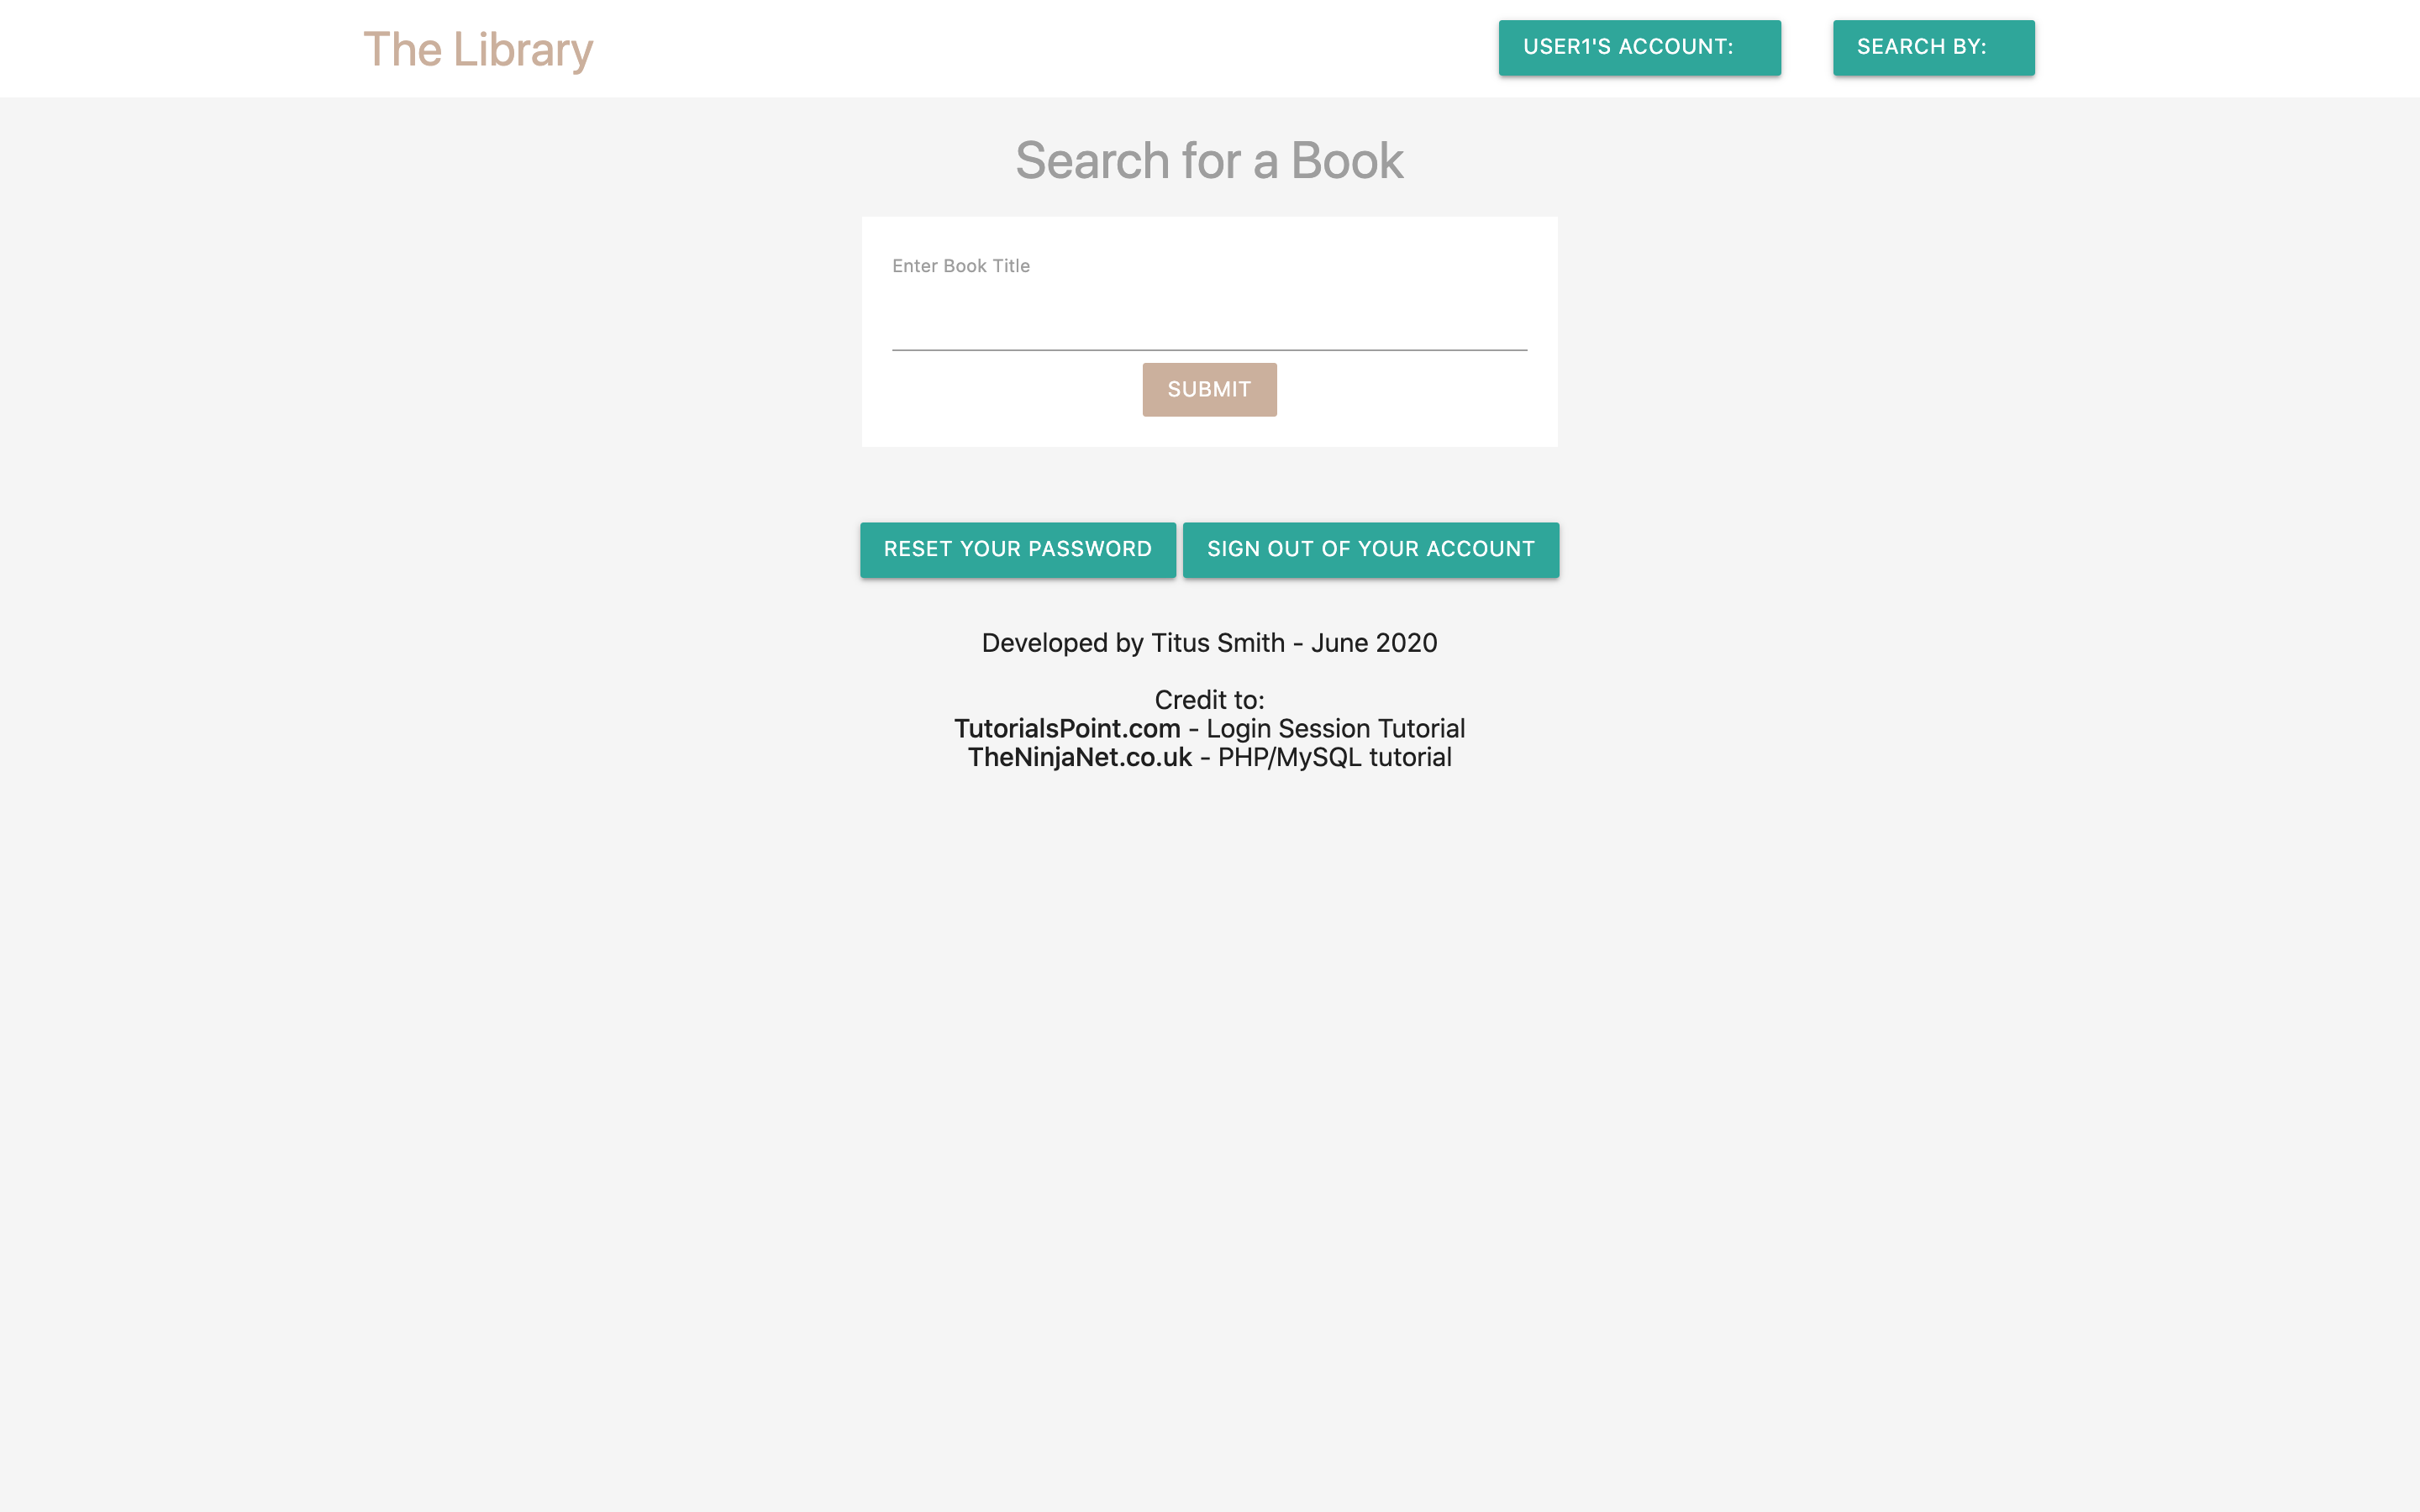 The Library
USER1'S ACCOUNT:
SEARCH BY:
Search for a Book
Enter Book Title
SUBMIT
RESET YOUR PASSWORD
SIGN OUT OF YOUR ACCOUNT
Developed by Titus Smith - June 2020
Credit to:
TutorialsPoint.com - Login Session Tutorial
TheNinjaNet.co.uk - PHP/MySQL tutorial